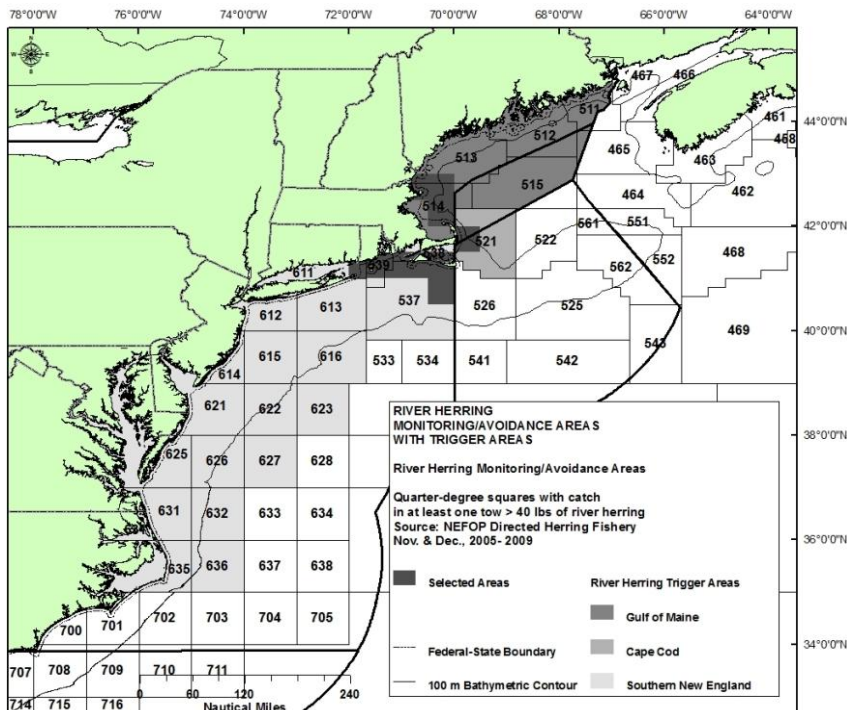 78°0'0"W 76°0'0"W 74°0'0"W 72°0'0"W 70°0'0"W 68°0'0"W 66°0'0"W 64°0'0"W
N
467 466
511
461
44°0'0"N
512
468
513 465 463
515 464 462
514
42°0'0"N
521 522 561 551
538 552 468
611 539 562
537
613 526 525
612 40°0'0"N
543 469
615 616 533 534 541 542
614
621 622 623
RIVER HERRING
MONITORING/AVOIDANCE AREAS
WITH TRIGGER AREAS
River Herring Monitoring/Avoidance Areas
Quarter-degree squares with catch
in at least one tow > 40 lbs of river herring
Source: NEFOP Directed Herring Fishery
Nov. & Dec., 2005- 2009
Selected Areas
River Herring Trigger Areas
Gulf of Maine
Federal-State Boundary
Cape Cod
100 m Bathymetric Contour
Southern New England
38°0'0"N
625 626 627 628
631 632 633 634
36°0'0"N
635 636 637 638
700 701 702 703 704 705
34°0'0"N
707 708 709 710 711
714 715 716
0 60 120 240
Nautical Miles